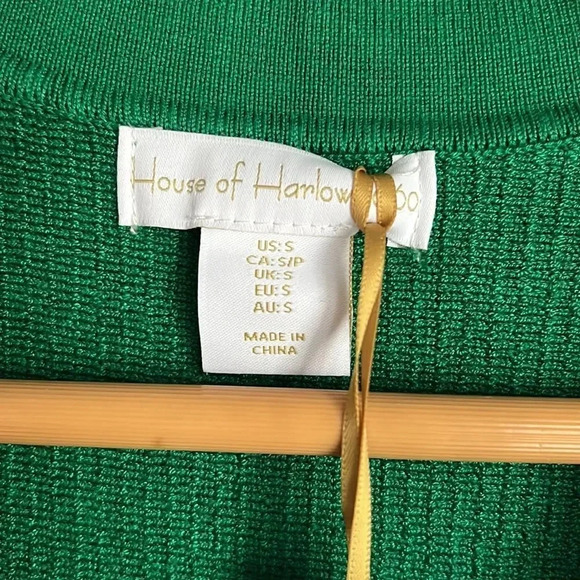 House of Harlow
US: S
CA: S/P
UK: S
EU: S
AU: S
MADE IN
CHINA